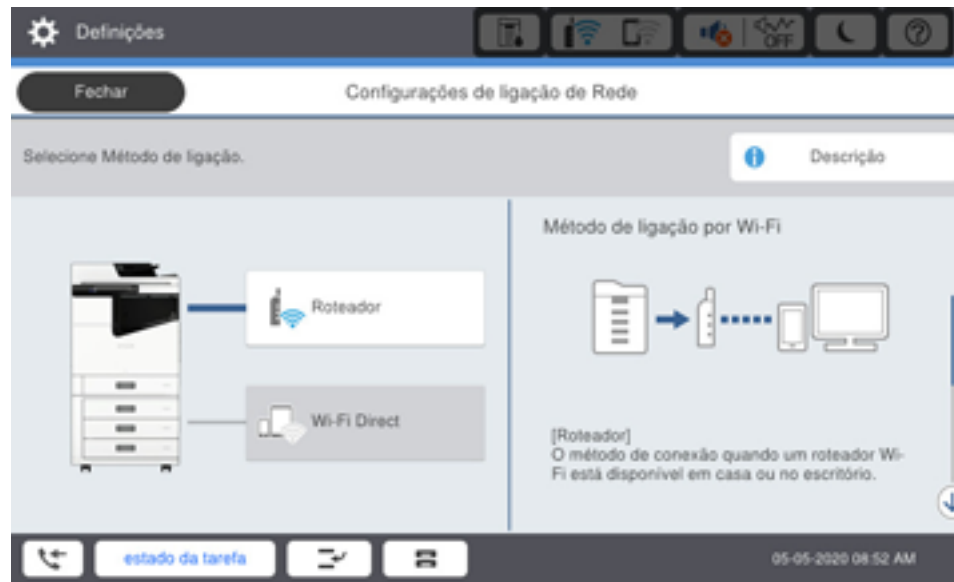 Definições
OFF
Fechar
Configurações de ligação de Rede
Selecione Método de ligação.
Descrição
Método de ligação por Wi-Fi
Roteador
Wi-Fi Direct
[Roteador]
O método de conexão quando um roteador Wi-
Fi está disponível em casa ou no escritório.
estado da tarefa
05-05-2020 08:52 AM